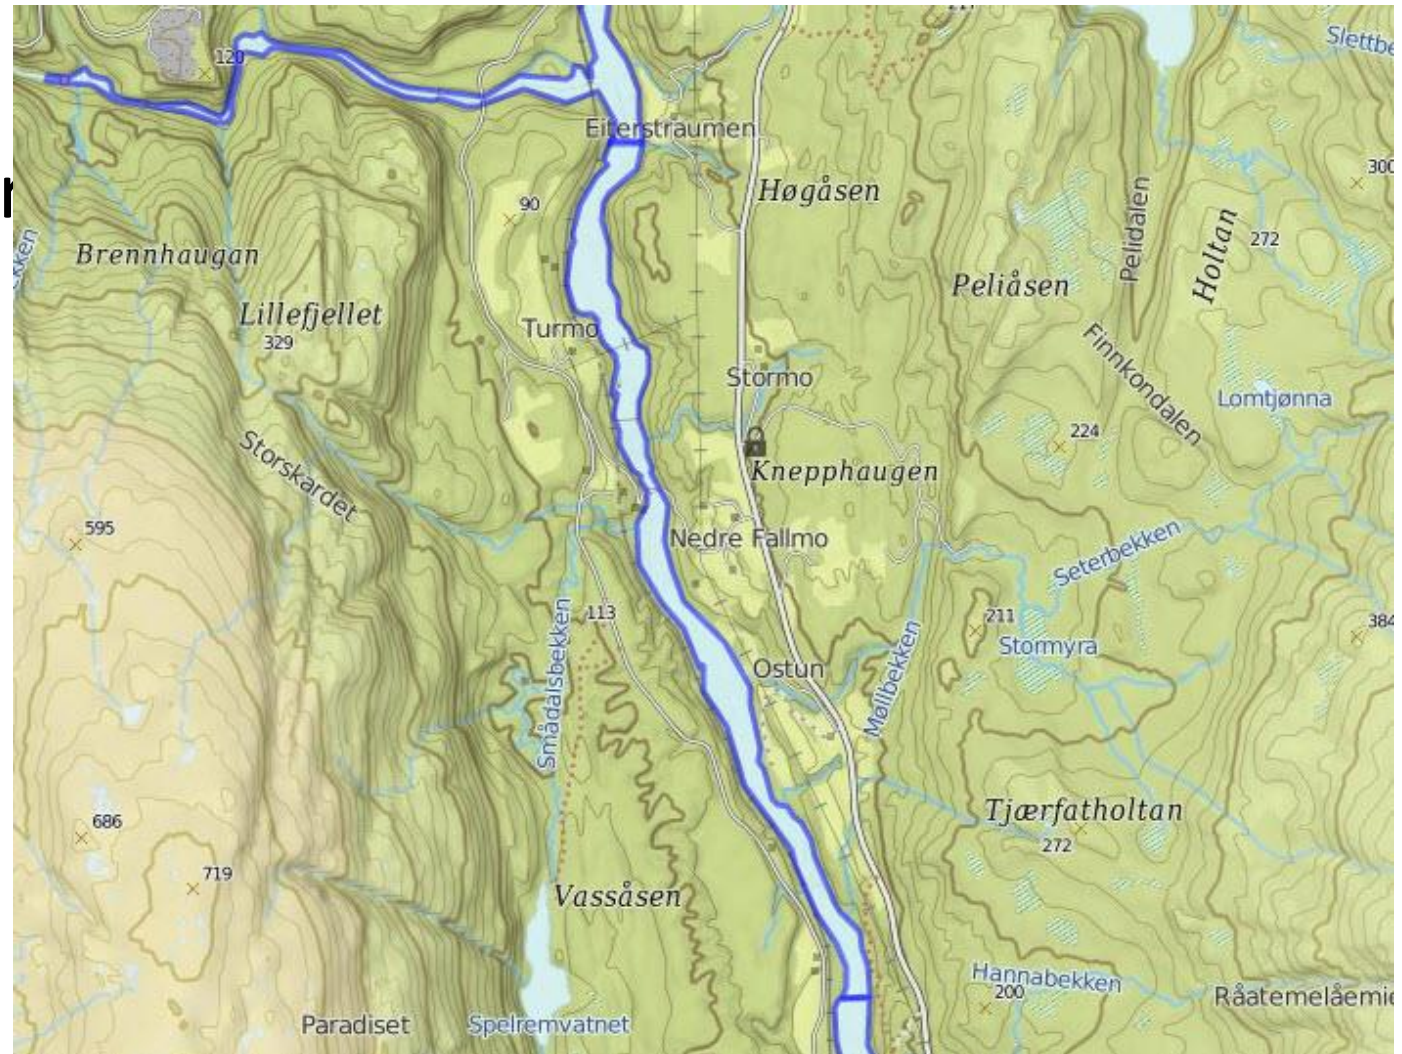 Slettbe
120
Eiterstraumen
300
Høgåsen
90
Pelidalen
Holtan
272
Brennhaugan
ekken
Peliåsen
Lillefjellet
Turmo
329
Finnkondalen
Stormo
Lomtjønna
224
Storskardet
Knepphaugen
595
Nedre Fallmo
Seterbekken
113
211
384
Stormyra
Smådalsbekken
Ostun
Møllbekken
Tjærfatholtan
272
686
719
Vassåsen
Hannabekken
200
Råatemelåemie
Paradiset
Spelremvatnet